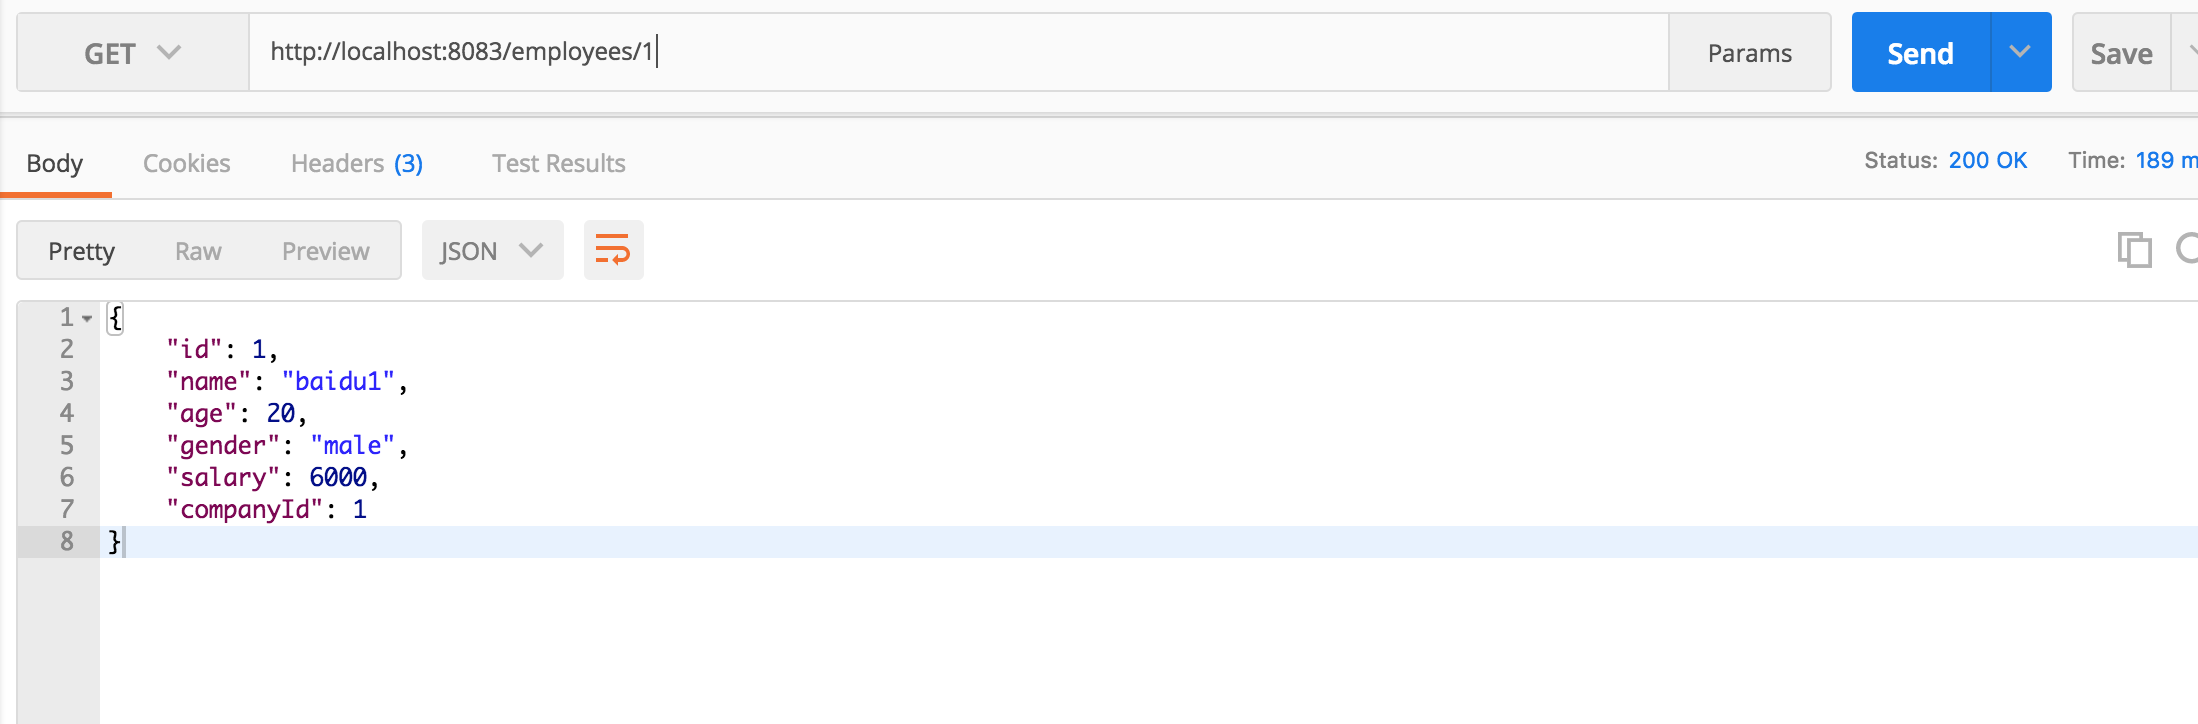 GET http://localhost:8083/employees/1 Params Send Save
Body Cookies Headers (3) Test Results Status: 200 OK Time: 189 m
Pretty Raw Preview JSON
1 {
2 "id": 1,
3 "name": "baidu1",
4 "age": 20,
5 "gender": "male",
6 "salary": 6000,
7 "companyId": 1
8 }